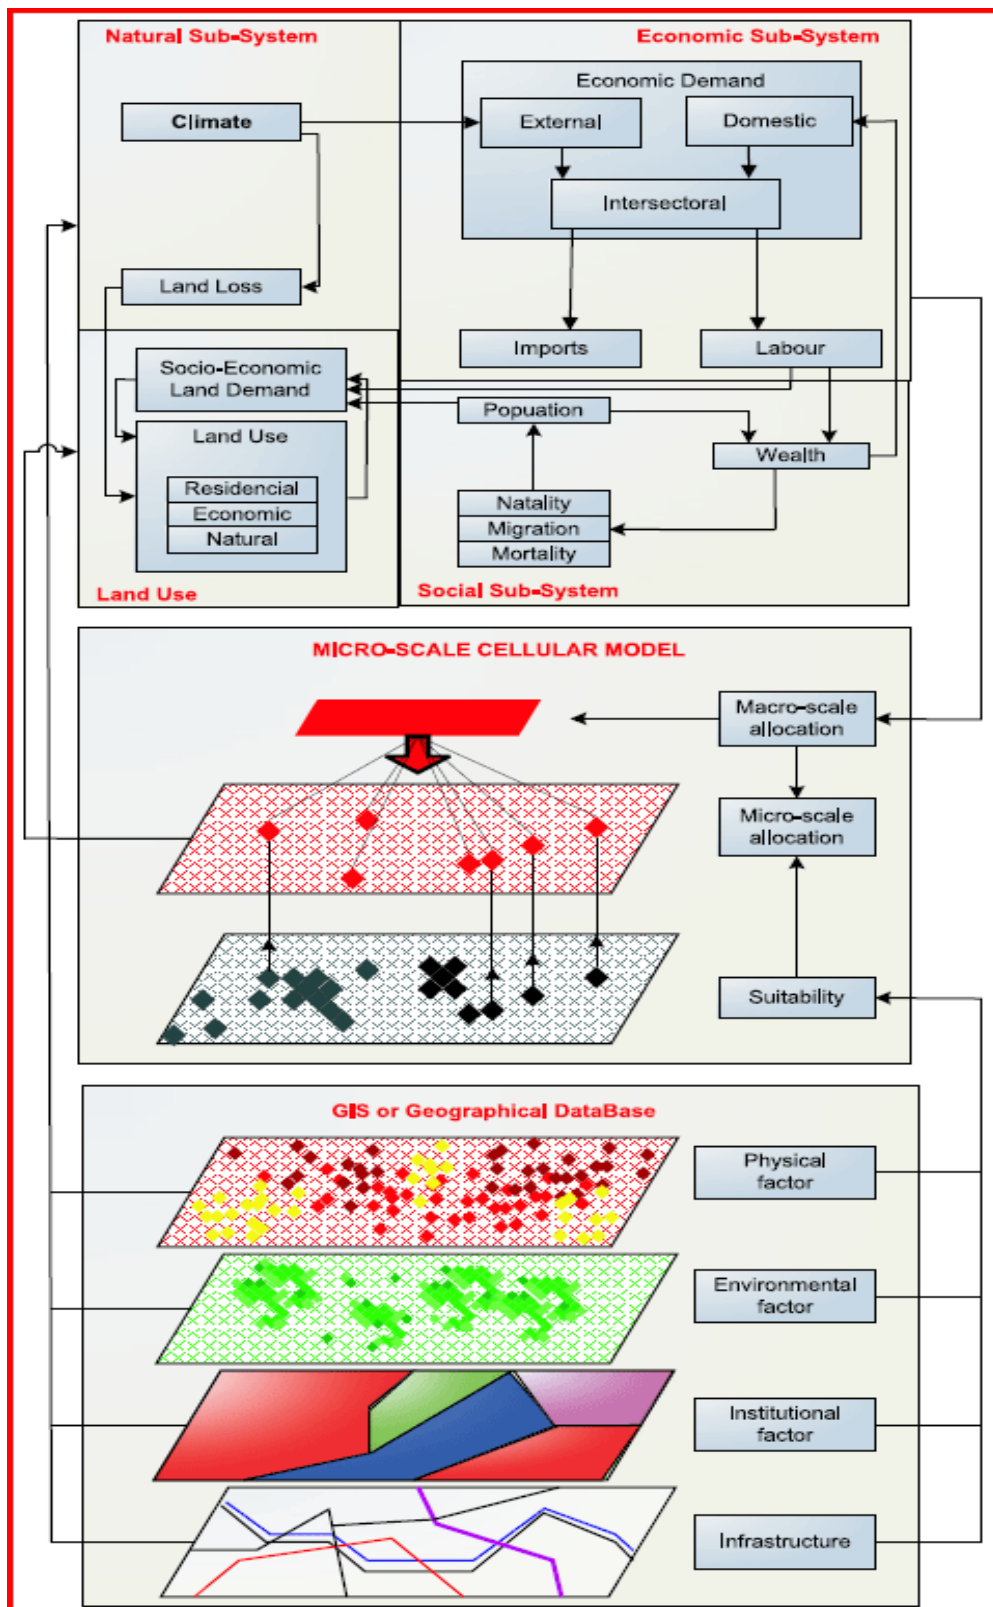 Natural Sub-System
Economic Sub-System
Economic Demand
Climate
External
Domestic
Intersectoral
Land Loss
Imports
Labour
Socio-Economic
Land Demand
Popuation
Land Use
Wealth
Residencial
Economic
Natural
Natality
Migration
Mortality
Land Use
Social Sub-System
MICRO-SCALE CELLULAR MODEL
Macro-scale
allocation
Micro-scale
allocation
Suitability
GIS or Geographical DataBase
Physical
factor
Environmental
factor
Institutional
factor
Infrastructure